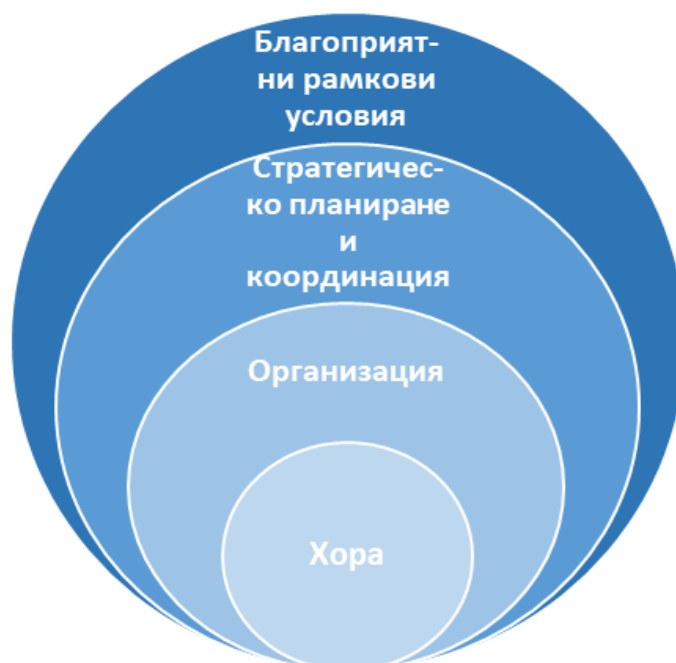 Благоприят-
ни рамкови
условия
Стратегичес-
ко планиране
и
координация
Организация
Хора